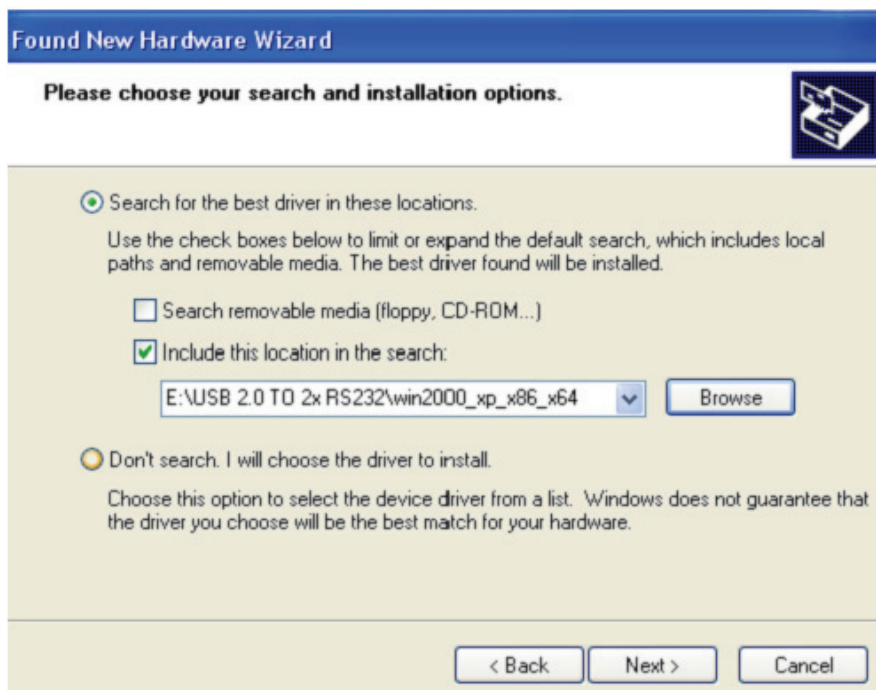 Found New Hardware Wizard
Please choose your search and installation options.
Search for the best driver in these locations.
Use the check boxes below to limit or expand the default search, which includes local
paths and removable media. The best driver found will be installed.
Search removable media (floppy, CD-ROM...)
Include this location in the search:
E:\USB 2.0 TO 2x RS232\win2000_xp_x86_x64
Browse
Don't search. I will choose the driver to install.
Choose this option to select the device driver from a list. Windows does not guarantee that
the driver you choose will be the best match for your hardware.
< Back
Next >
Cancel